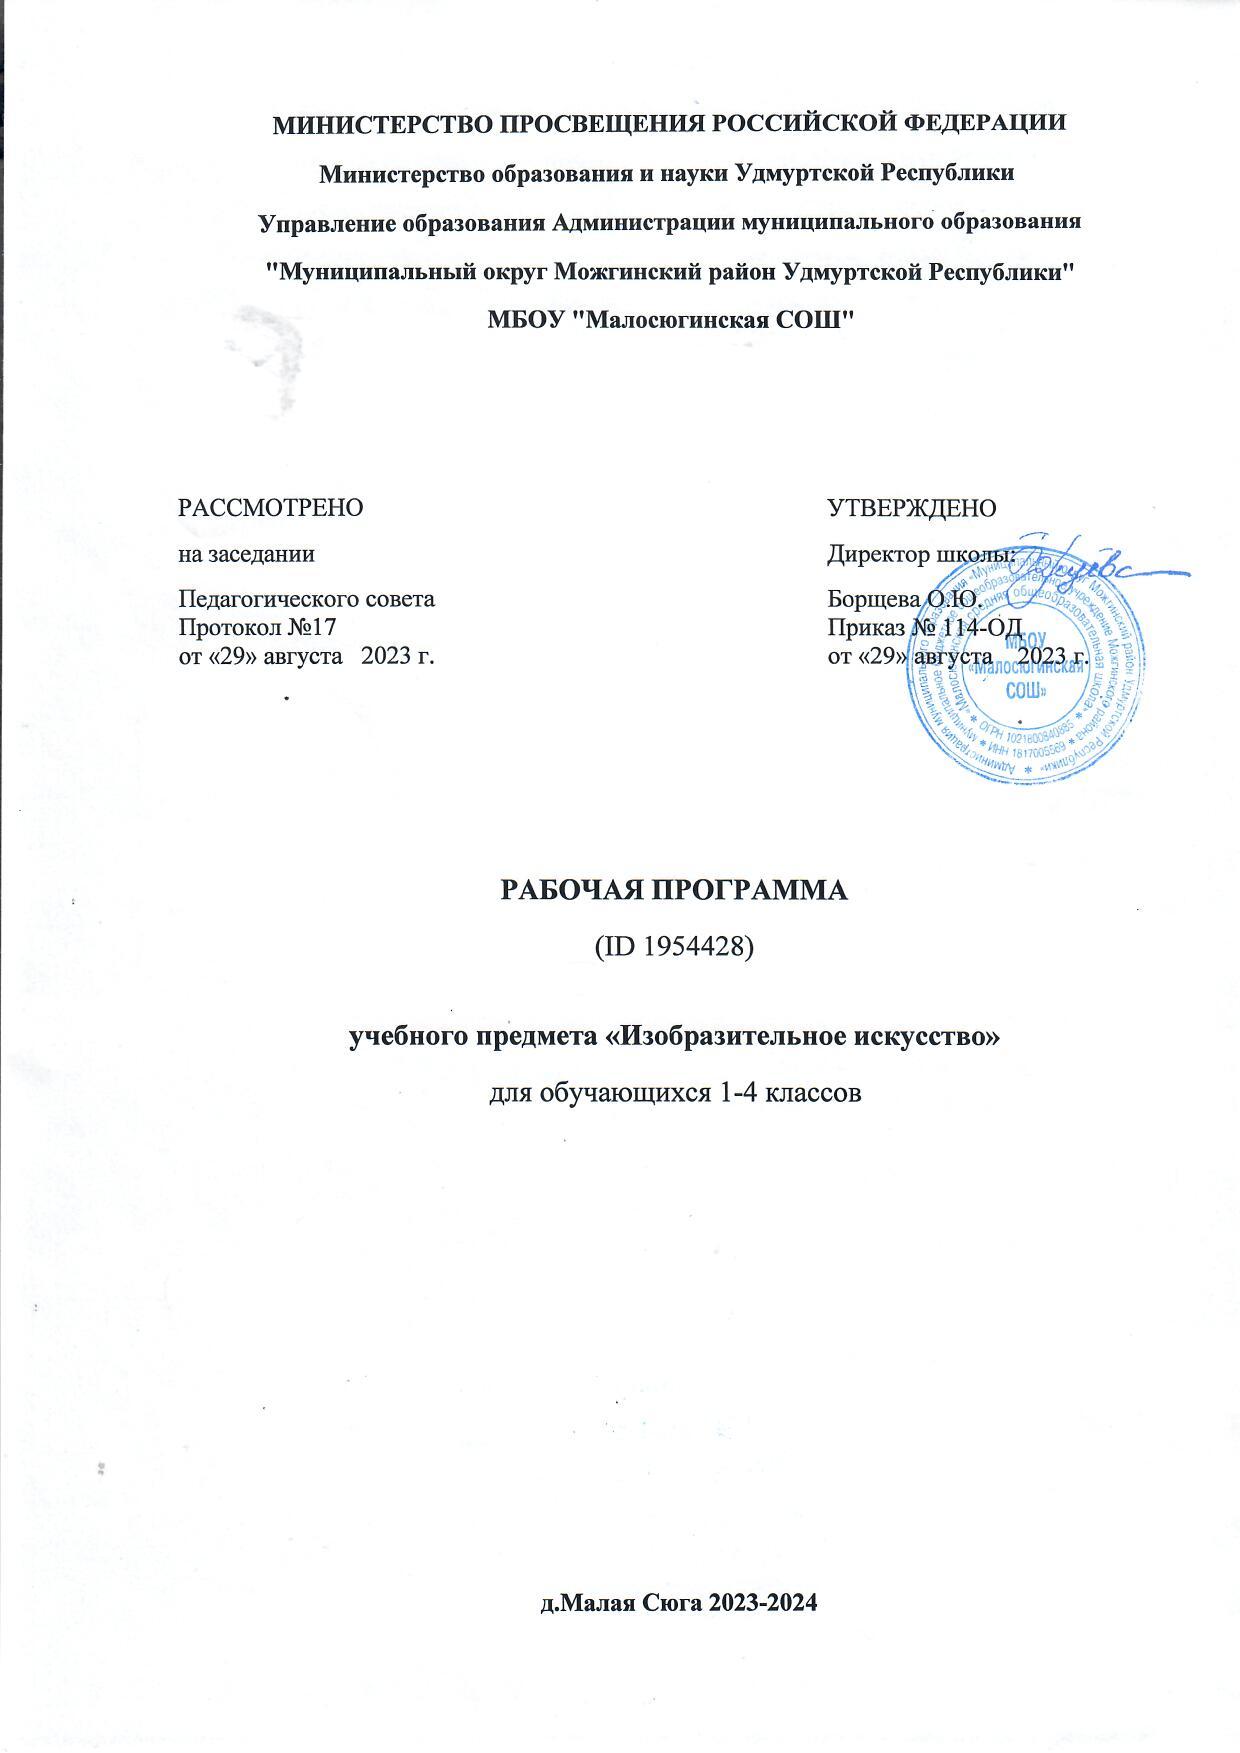 МИНИСТЕРСТВО ПРОСВЕЩЕНИЯ РОССИЙСКОЙ ФЕДЕРАЦИИ
Министерство образования и науки Удмуртской Республики
Управление образования Администрации муниципального образования
"Муниципальный округ Можгинский район Удмуртской Республики"
МБОУ "Малосюгинская СОШ"
РАССМОТРЕНО
на заседании
Педагогического совета
Протокол №17
от «29» августа 2023 г.
УТВЕРЖДЕНО
Директор школы:
Борщева О.Ю.
Приказ № 114-ОД
от «29» августа 2023 г.
МБОУ
«Малосюгинская
СОШ»
РАБОЧАЯ ПРОГРАММА
(ID 1954428)
учебного предмета «Изобразительное искусство»
для обучающихся 1-4 классов
д.Малая Сюга 2023-2024